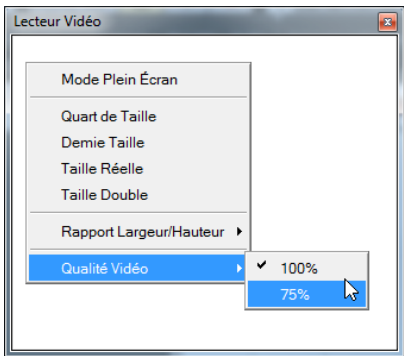 Lecteur Vidéo
Mode Plein Écran
Quart de Taille
Demie Taille
Taille Réelle
Taille Double
Rapport Largeur/Hauteur
Qualité Vidéo
100%
75%